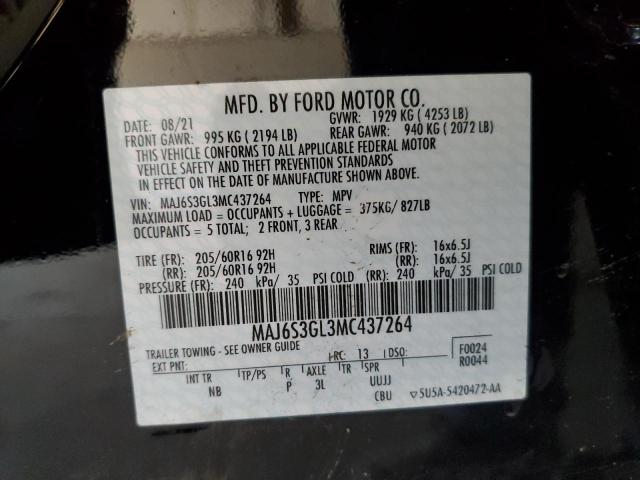 MFD. BY FORD MOTOR CO.
DATE: 08/21 GVWR: 1929 KG ( 4253 LB)
FRONT GAWR: 995 KG ( 2194 LB) REAR GAWR: 940 KG ( 2072 LB)
THIS VEHICLE CONFORMS TO ALL APPLICABLE FEDERAL MOTOR
VEHICLE SAFETY AND THEFT PREVENTION STANDARDS
IN EFFECT ON THE DATE OF MANUFACTURE SHOWN ABOVE.
VIN: MAJ6S3GL3MC437264 TYPE: MPV
MAXIMUM LOAD = OCCUPANTS + LUGGAGE = 375KG/ 827LB
OCCUPANTS = 5 TOTAL; 2 FRONT, 3 REAR
TIRE (FR): 205/60R16 92H RIMS (FR): 16x6.5J
(RR): 205/60R16 92H (RR): 16x6.5J
PRESSURE (FR): 240 kPa/ 35 PSI COLD (RR): 240 kPa/ 35 PSI COLD
MAJ6S3GL3MC437264
TRAILER TOWING - SEE OWNER GUIDE
RC: 13 DSO: F0024
EXT PNT: R0044
INT TR TP/PS R AXLE TR SPR
NB P 3L UUJJ
CBU ▽5U5A-5420472-AA